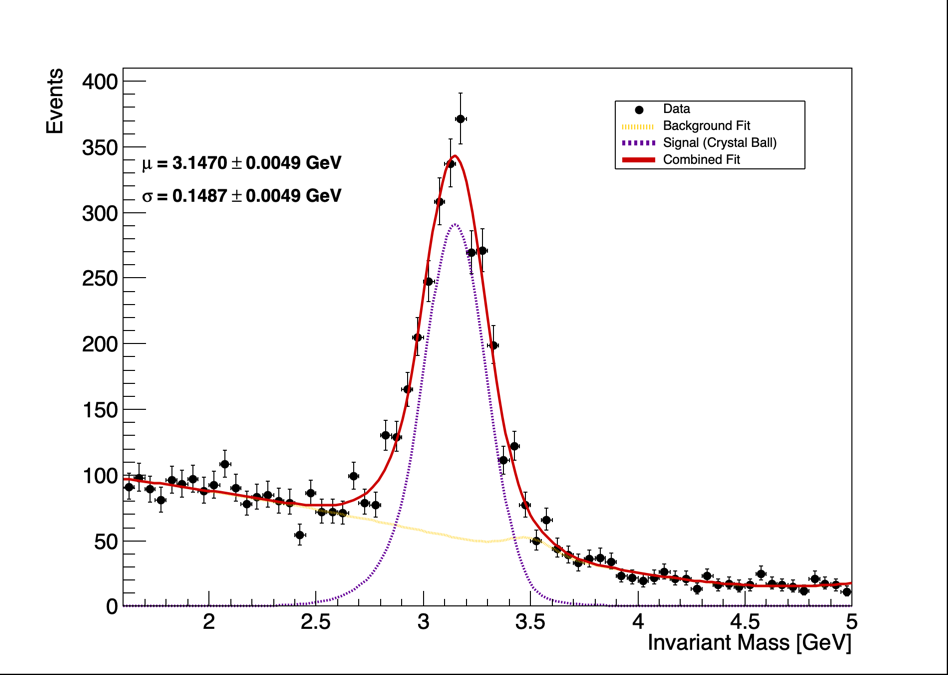 Events
400
350
300
250
200
150
100
50
0
μ = 3.1470 ± 0.0049 GeV
σ = 0.1487 ± 0.0049 GeV
Data
Background Fit
Signal (Crystal Ball)
Combined Fit
2 2.5 3 3.5 4 4.5 5
Invariant Mass [GeV]